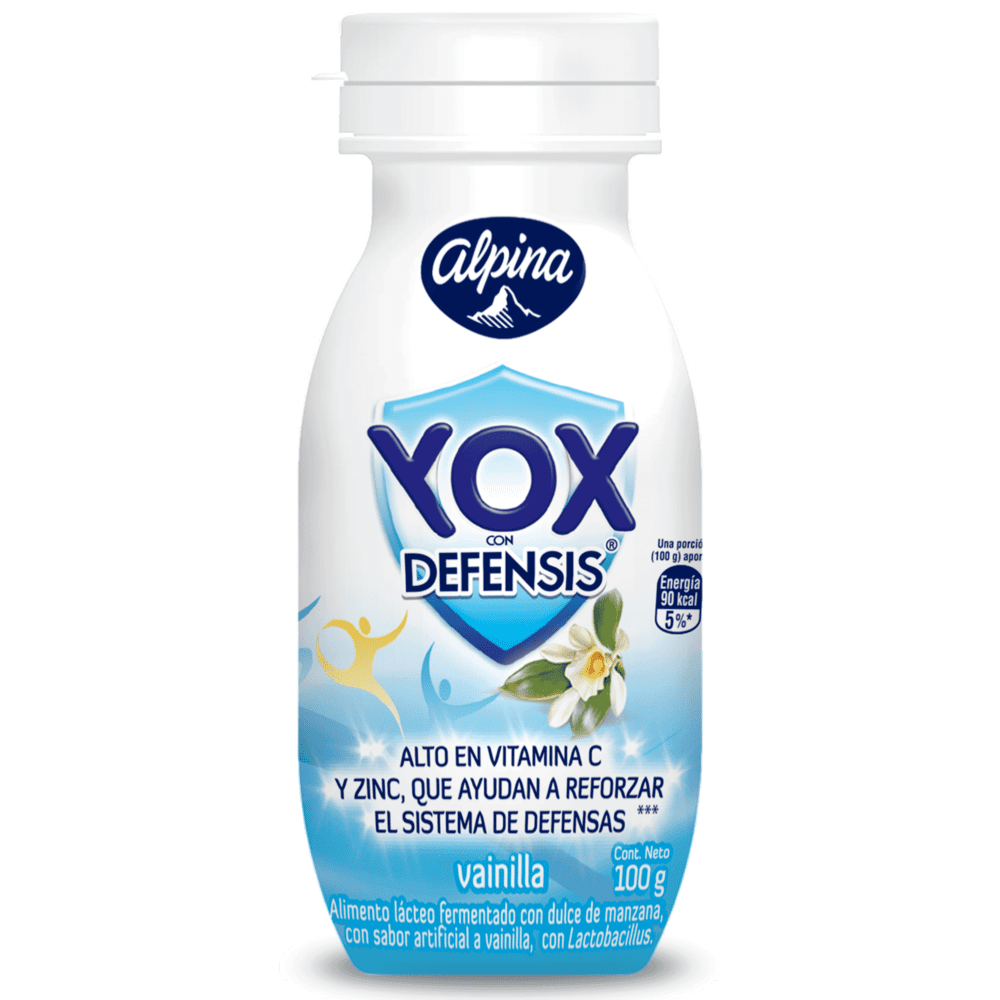 alpina
YOX
CON
DEFENSIS®
Una
(100 g)
Energía
90 kcal
5%*
ALTO EN VITAMINA C
Y ZINC, QUE AYUDAN A REFORZAR
EL SISTEMA DE DEFENSAS ***
vainilla
Cont. Neto
100 g
Alimento lácteo fermentado con dulce de manzana,
con sabor artificial a vainilla, con Lactobacillus.